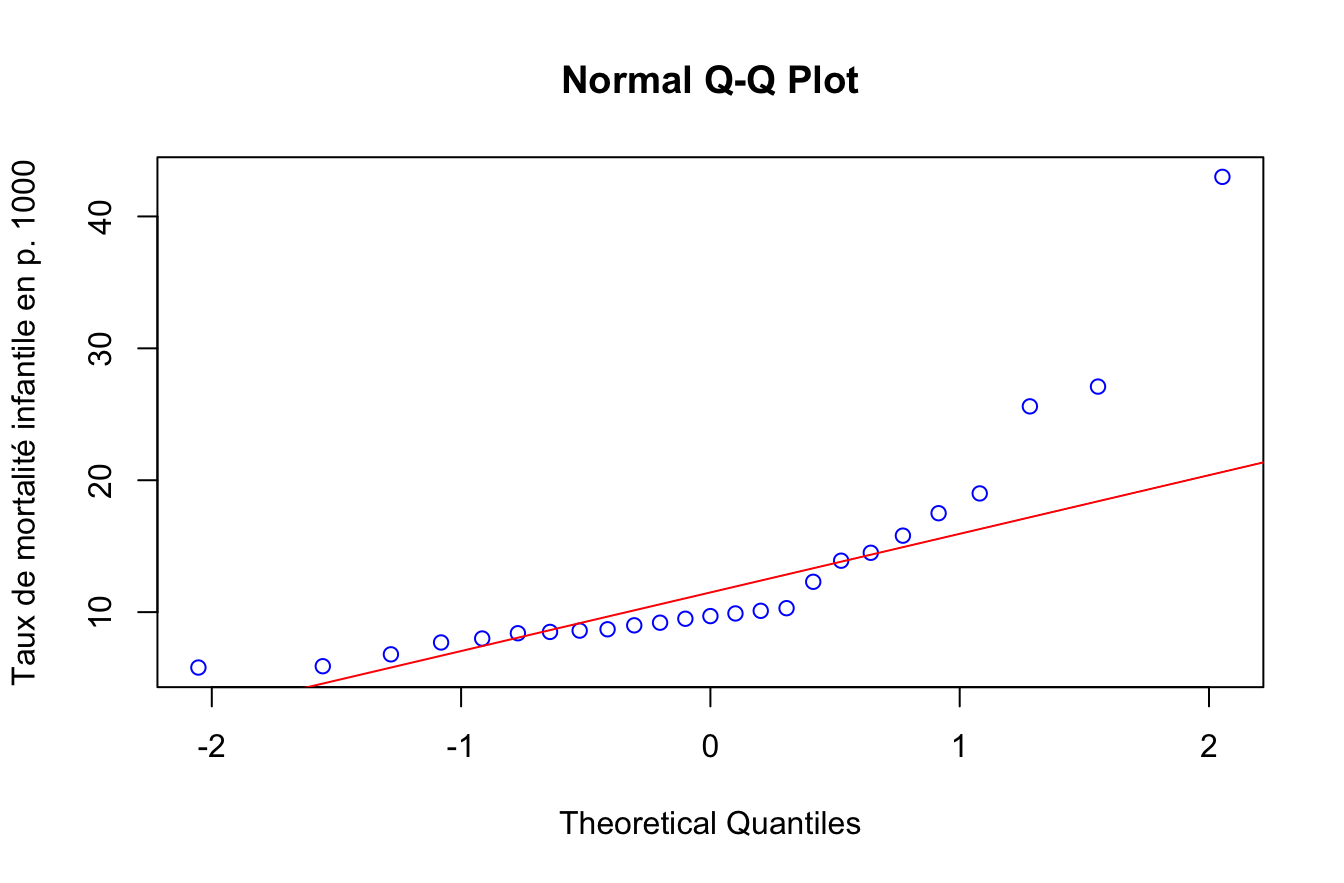 Normal Q-Q Plot
Taux de mortalité infantile en p. 1000
40
30
20
10
-2 -1 0 1 2
Theoretical Quantiles